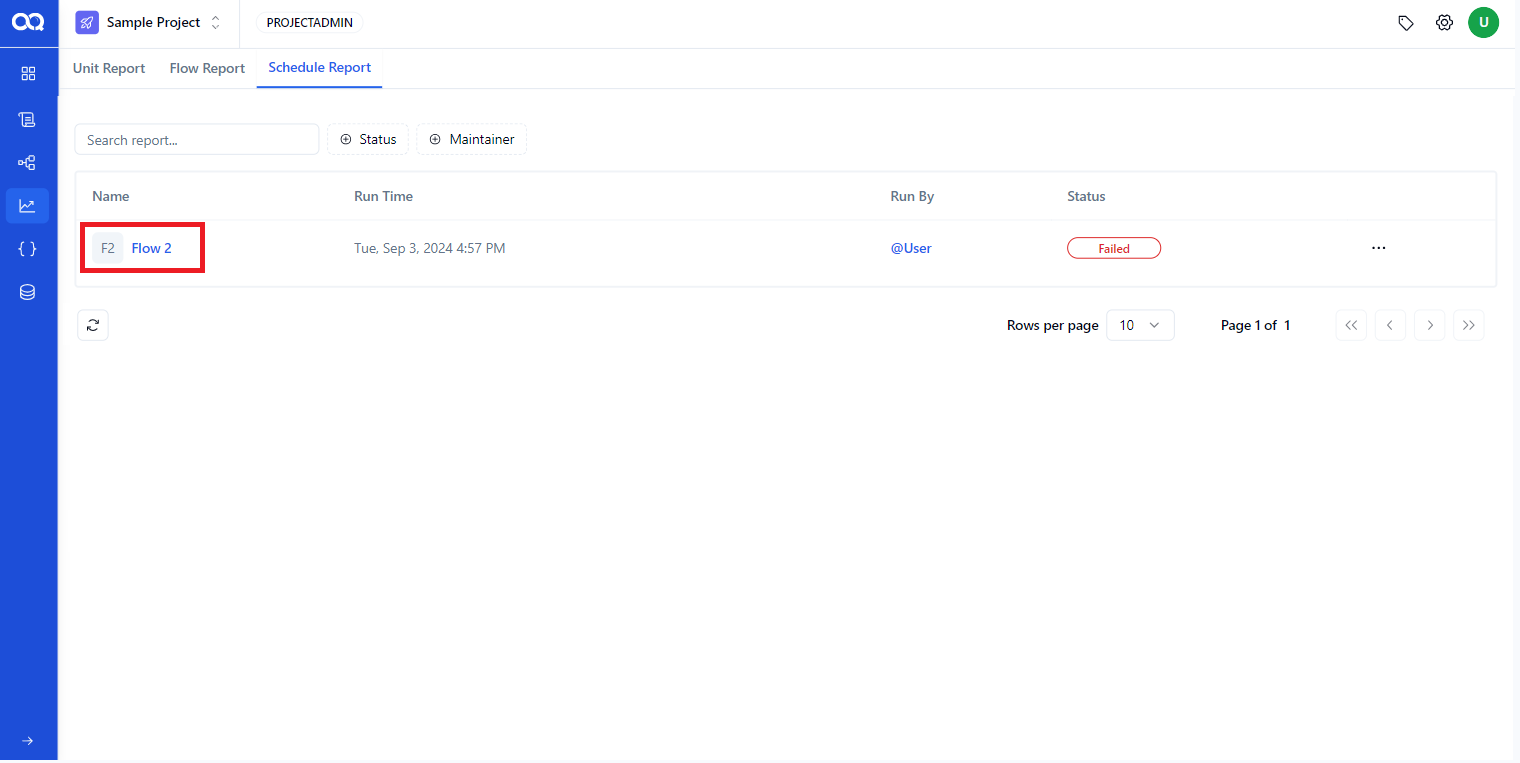 Sample Project PROJECTADMIN U
Unit Report Flow Report Schedule Report
Search report... Status Maintainer
Name Run Time Run By Status
F2 Flow 2 Tue, Sep 3, 2024 4:57 PM @User Failed ...
Rows per page 10 Page 1 of 1